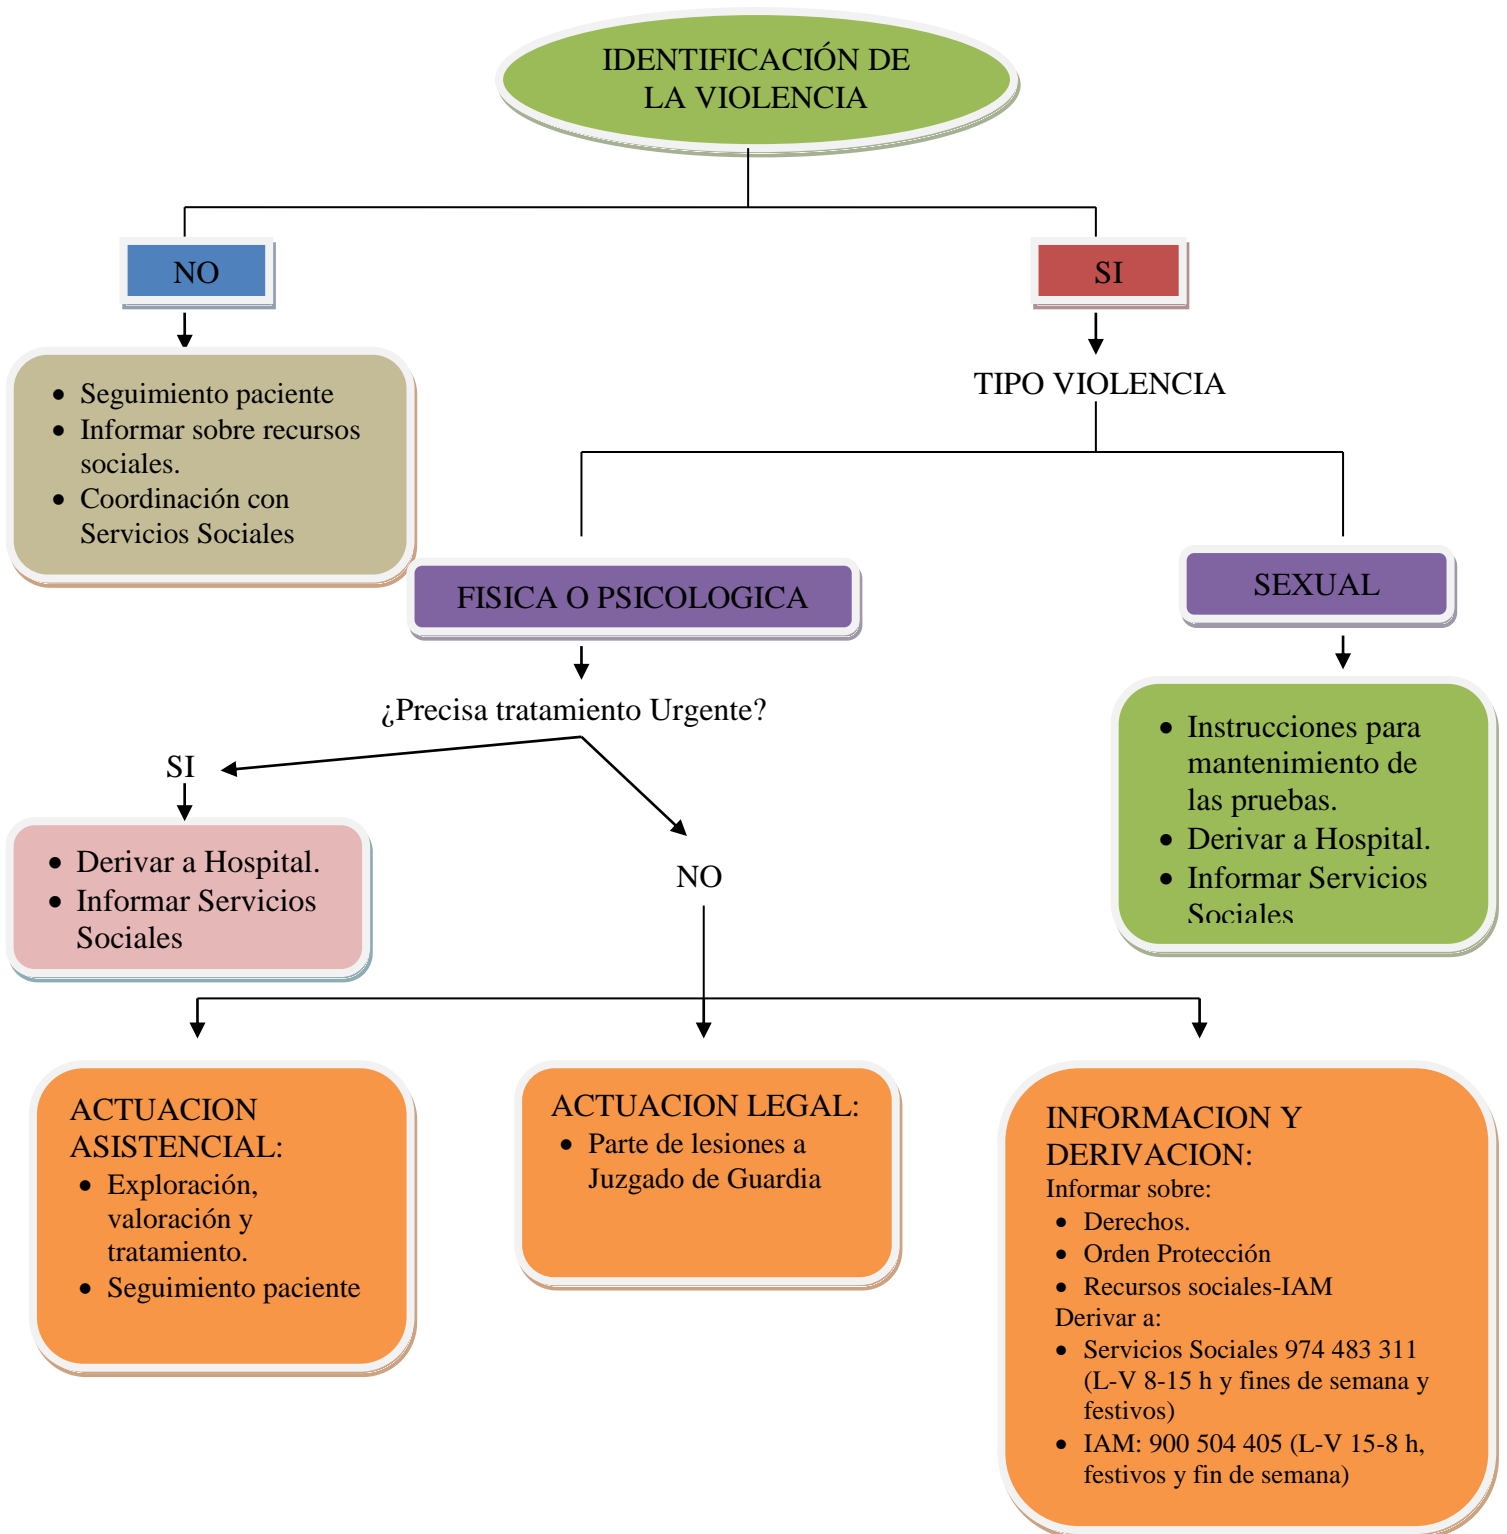 IDENTIFICACIÓN DE
LA VIOLENCIA
NO
SI
• Seguimiento paciente
• Informar sobre recursos
sociales.
• Coordinación con
Servicios Sociales
TIPO VIOLENCIA
FISICA O PSICOLOGICA
SEXUAL
¿Precisa tratamiento Urgente?
SI
• Derivar a Hospital.
• Informar Servicios
Sociales
NO
• Instrucciones para
mantenimiento de
las pruebas.
• Derivar a Hospital.
• Informar Servicios
Sociales
ACTUACION
ASISTENCIAL:
• Exploración,
valoración y
tratamiento.
• Seguimiento paciente
ACTUACION LEGAL:
• Parte de lesiones a
Juzgado de Guardia
INFORMACION Y
DERIVACION:
Informar sobre:
• Derechos.
• Orden Protección
• Recursos sociales-IAM
Derivar a:
• Servicios Sociales 974 483 311
(L-V 8-15 h y fines de semana y
festivos)
• IAM: 900 504 405 (L-V 15-8 h,
festivos y fin de semana)